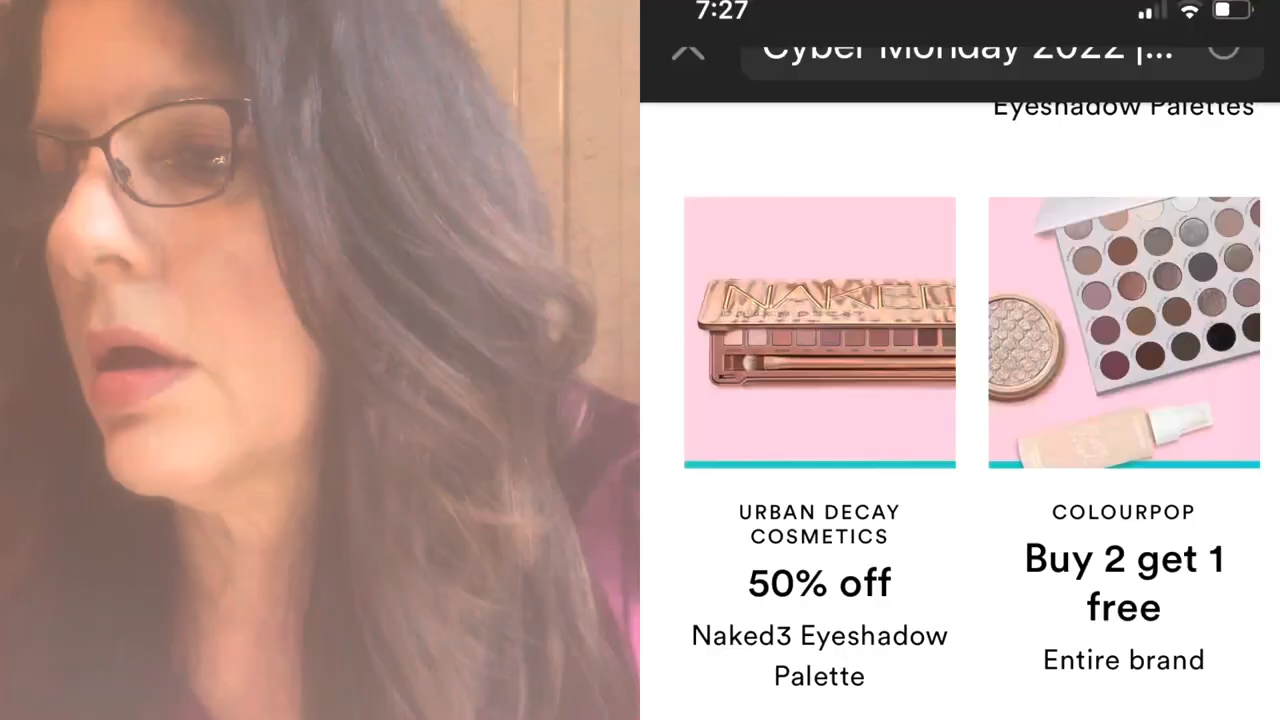 7:27
Cyber Monday 2022 |...
Eyeshadow Palettes
NAKED
URBAN DECAY
COSMETICS
50% off
Naked3 Eyeshadow
Palette
COLOURPOP
Buy 2 get 1
free
Entire brand